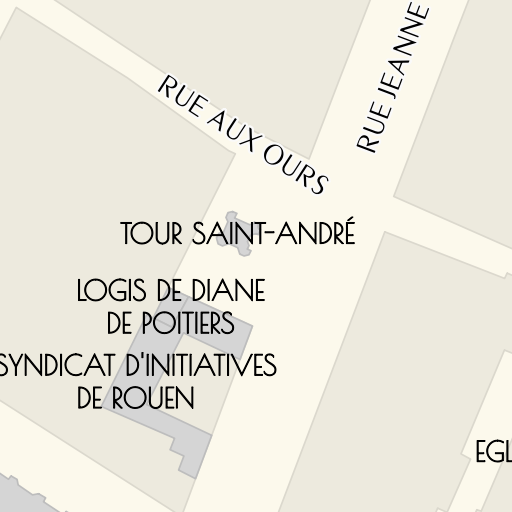 RUE JEANNE
RUE AUX OURS
TOUR SAINT-ANDRÉ
LOGIS DE DIANE
DE POITIERS
SYNDICAT D'INITIATIVES
DE ROUEN
EGL